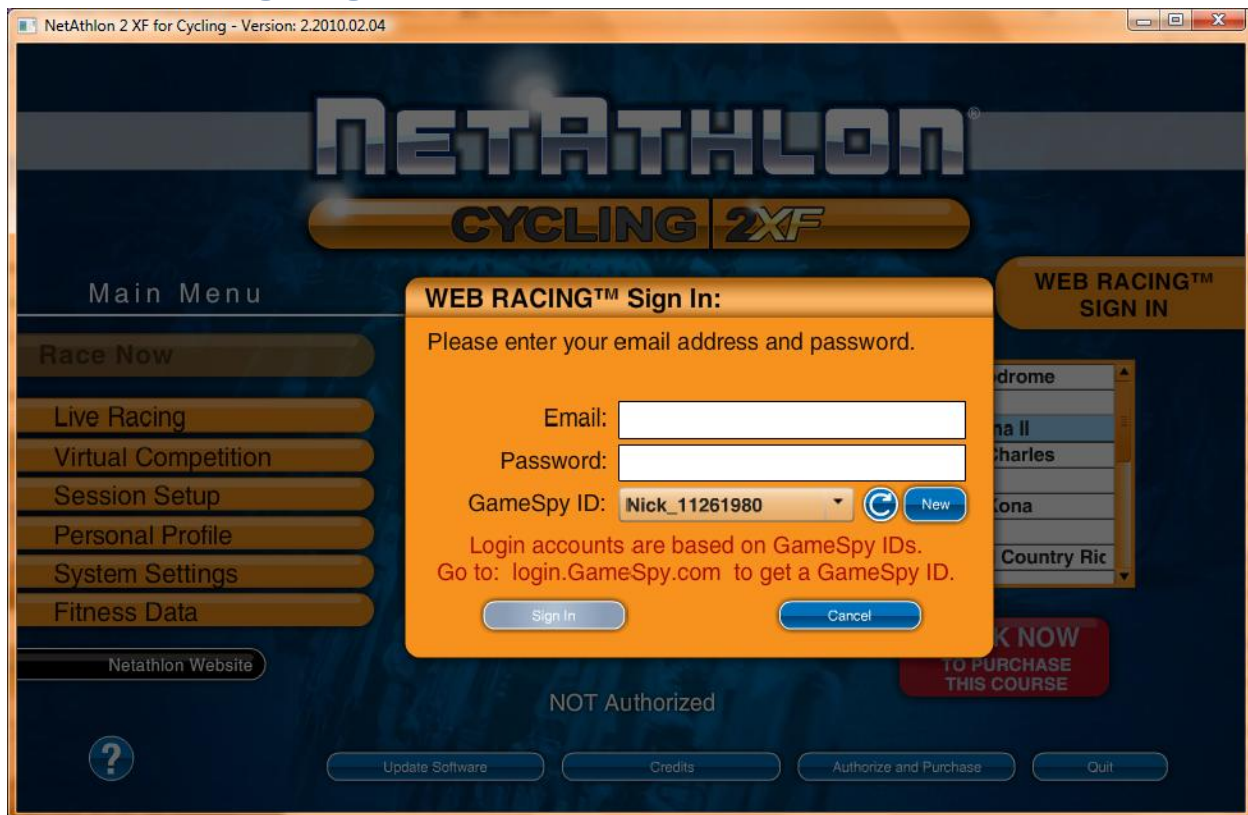 NetAthlon 2 XF for Cycling - Version: 2.2010.02.04
NETATHLON®
CYCLING 2XF
Main Menu
WEB RACING™
SIGN IN
Race Now
Live Racing
Virtual Competition
Session Setup
Personal Profile
System Settings
Fitness Data
Netathlon Website
WEB RACING™ Sign In:
Please enter your email address and password.
Email:
Password:
GameSpy ID: Nick_11261980 New
Login accounts are based on GameSpy IDs.
Go to: login.GameSpy.com to get a GameSpy ID.
Sign In Cancel
Charles
Kona
Country Ric
NOW
TO PURCHASE
THIS COURSE
NOT Authorized
?
Update Software Credits Authorize and Purchase Quit